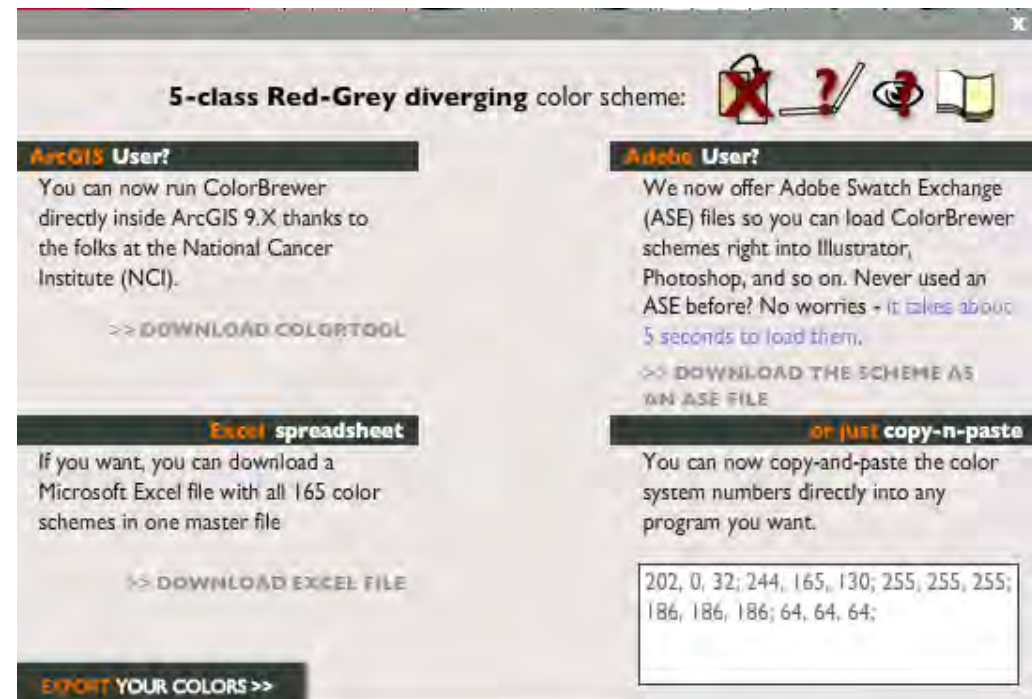 X
5-class Red-Grey diverging color scheme:
ArcGIS User?
You can now run ColorBrewer
directly inside ArcGIS 9.X thanks to
the folks at the National Cancer
Institute (NCI).
>> DOWNLOAD COLORTOOL
Adobe User?
We now offer Adobe Swatch Exchange
(ASE) files so you can load ColorBrewer
schemes right into Illustrator,
Photoshop, and so on. Never used an
ASE before? No worries - it takes about
5 seconds to load them.
>> DOWNLOAD THE SCHEME AS
AN ASE FILE
Excel spreadsheet
If you want, you can download a
Microsoft Excel file with all 165 color
schemes in one master file
>> DOWNLOAD EXCEL FILE
or just copy-n-paste
You can now copy-and-paste the color
system numbers directly into any
program you want.
202, 0, 32; 244, 165, 130; 255, 255, 255;
186, 186, 186; 64, 64, 64;
EXPORT YOUR COLORS >>